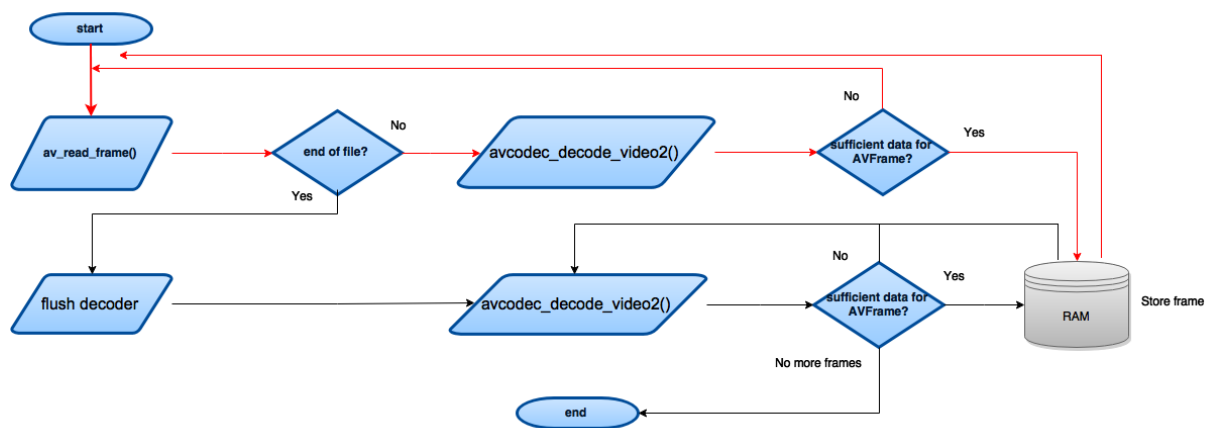 start
No
Yes
av_read_frame()
end of file?
No
avcodec_decode_video2()
sufficient data for
AVFrame?
Yes
No
Yes
flush decoder
avcodec_decode_video2()
sufficient data for
AVFrame?
RAM
Store frame
No more frames
end